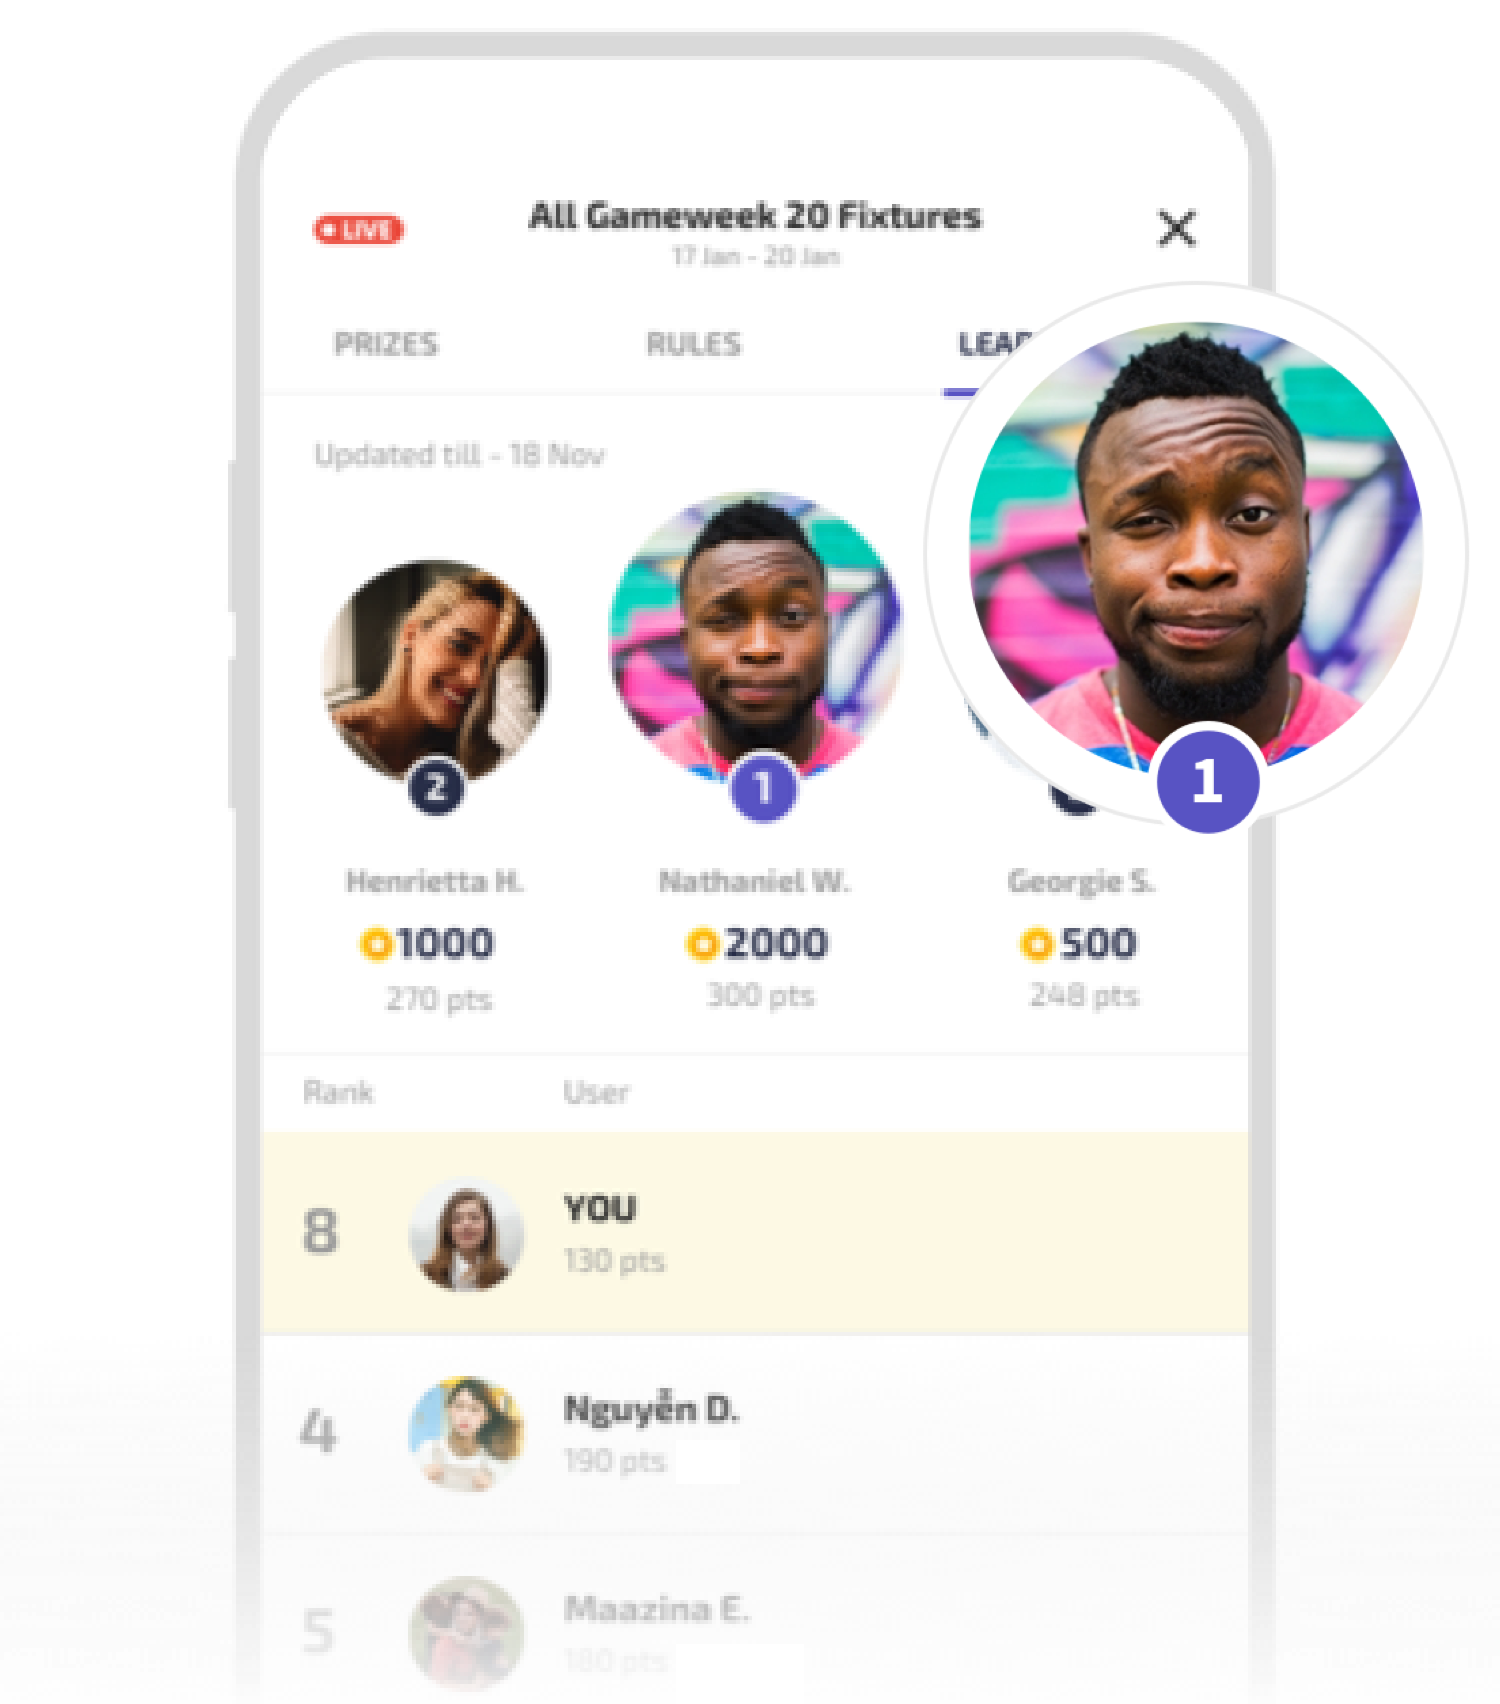 LIVE
All Gameweek 20 Fixtures
17 Jan - 20 Jan
PRIZES
RULES
Updated till - 18 Nov
2
1
1
Henrietta H.
Nathaniel W.
Georgie S.
1000
2000
500
270 pts
300 pts
248 pts
Rank
User
8
YOU
130 pts
4
Nguyễn D.
190 pts
5
Maazina E.
180 pts